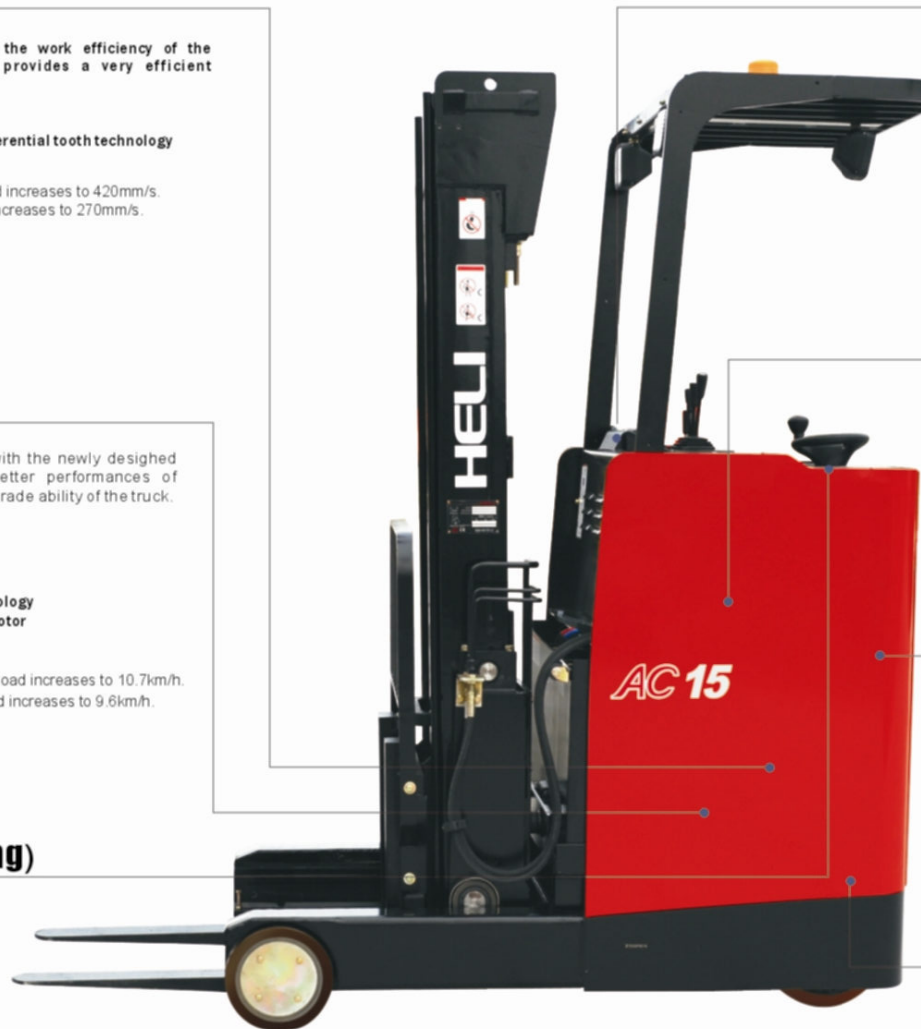 the work efficiency of the
provides a very efficient
erential tooth technology
d increases to 420mm/s.
ncreases to 270mm/s.
with the newly desighed
etter performances of
rade ability of the truck.
ology
otor
oad increases to 10.7km/h.
d increases to 9.6km/h.
ng)
HELI
AC 15